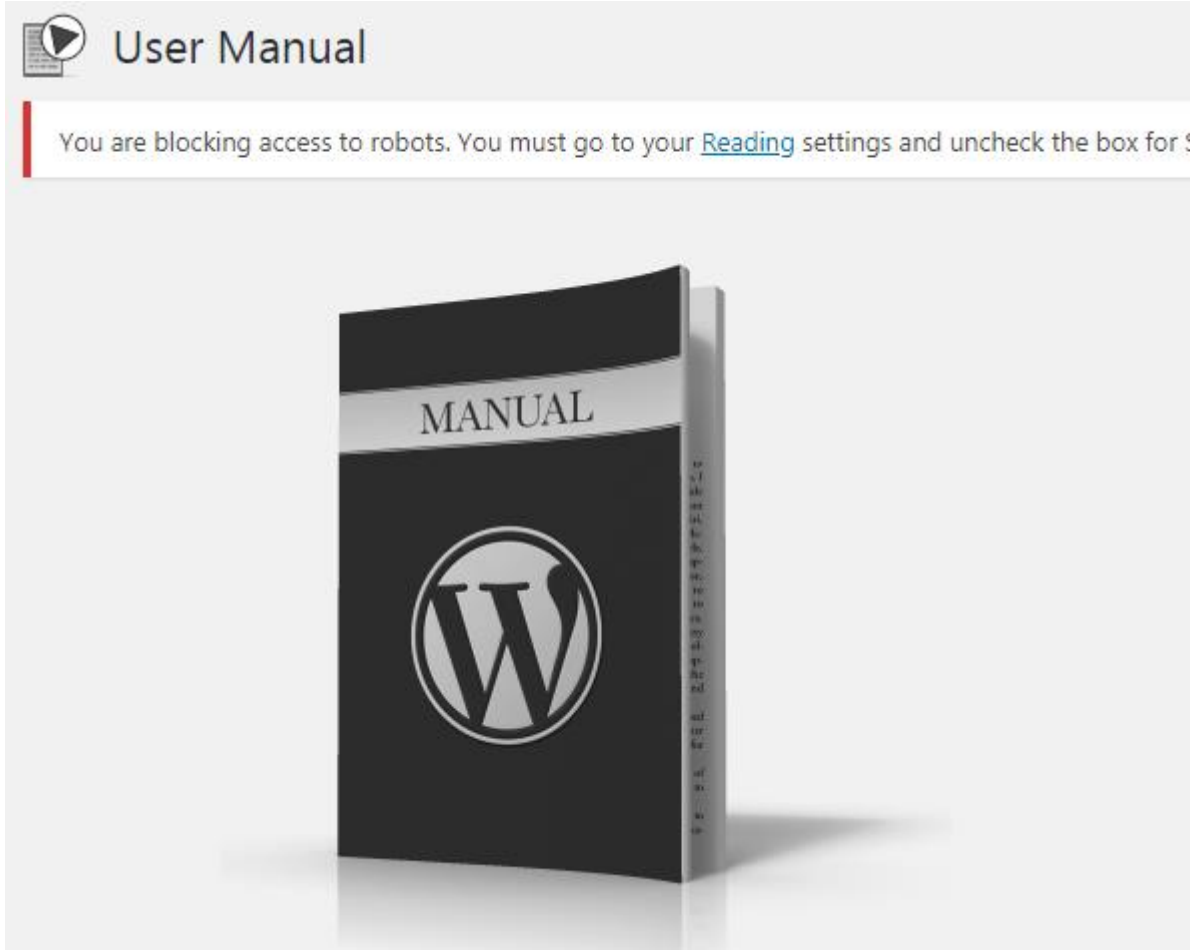 User Manual
You are blocking access to robots. You must go to your Reading settings and uncheck the box for
MANUAL
W